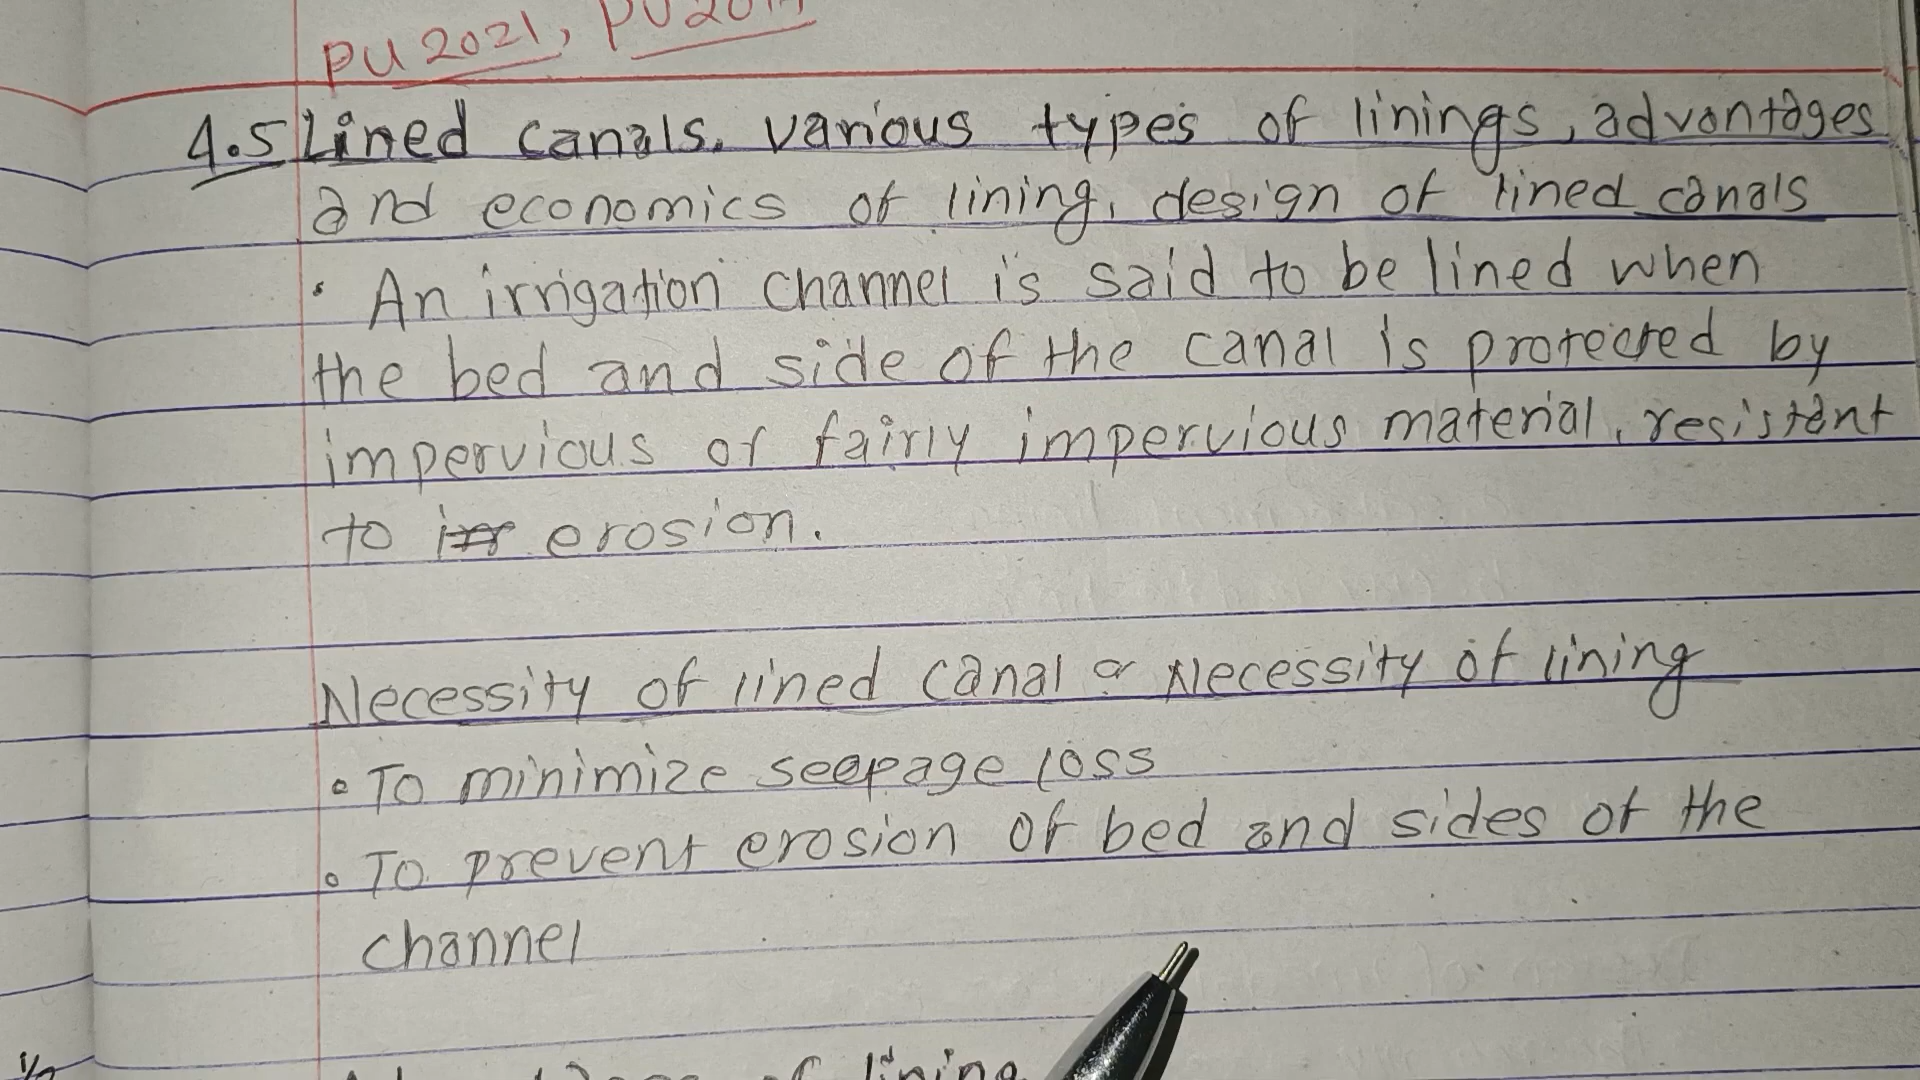 PU 2021, PU 20
4.5 Lined canals. various types of linings, advantages
and economics of lining, design of lined canals
• An irrigation channel is said to be lined when
the bed and side of the canal is protected by
impervious or fairly impervious material, resistant
to erosion.
Necessity of lined canal or Necessity of lining
• To minimize seepage loss
• To prevent erosion of bed and sides of the
channel
of lining